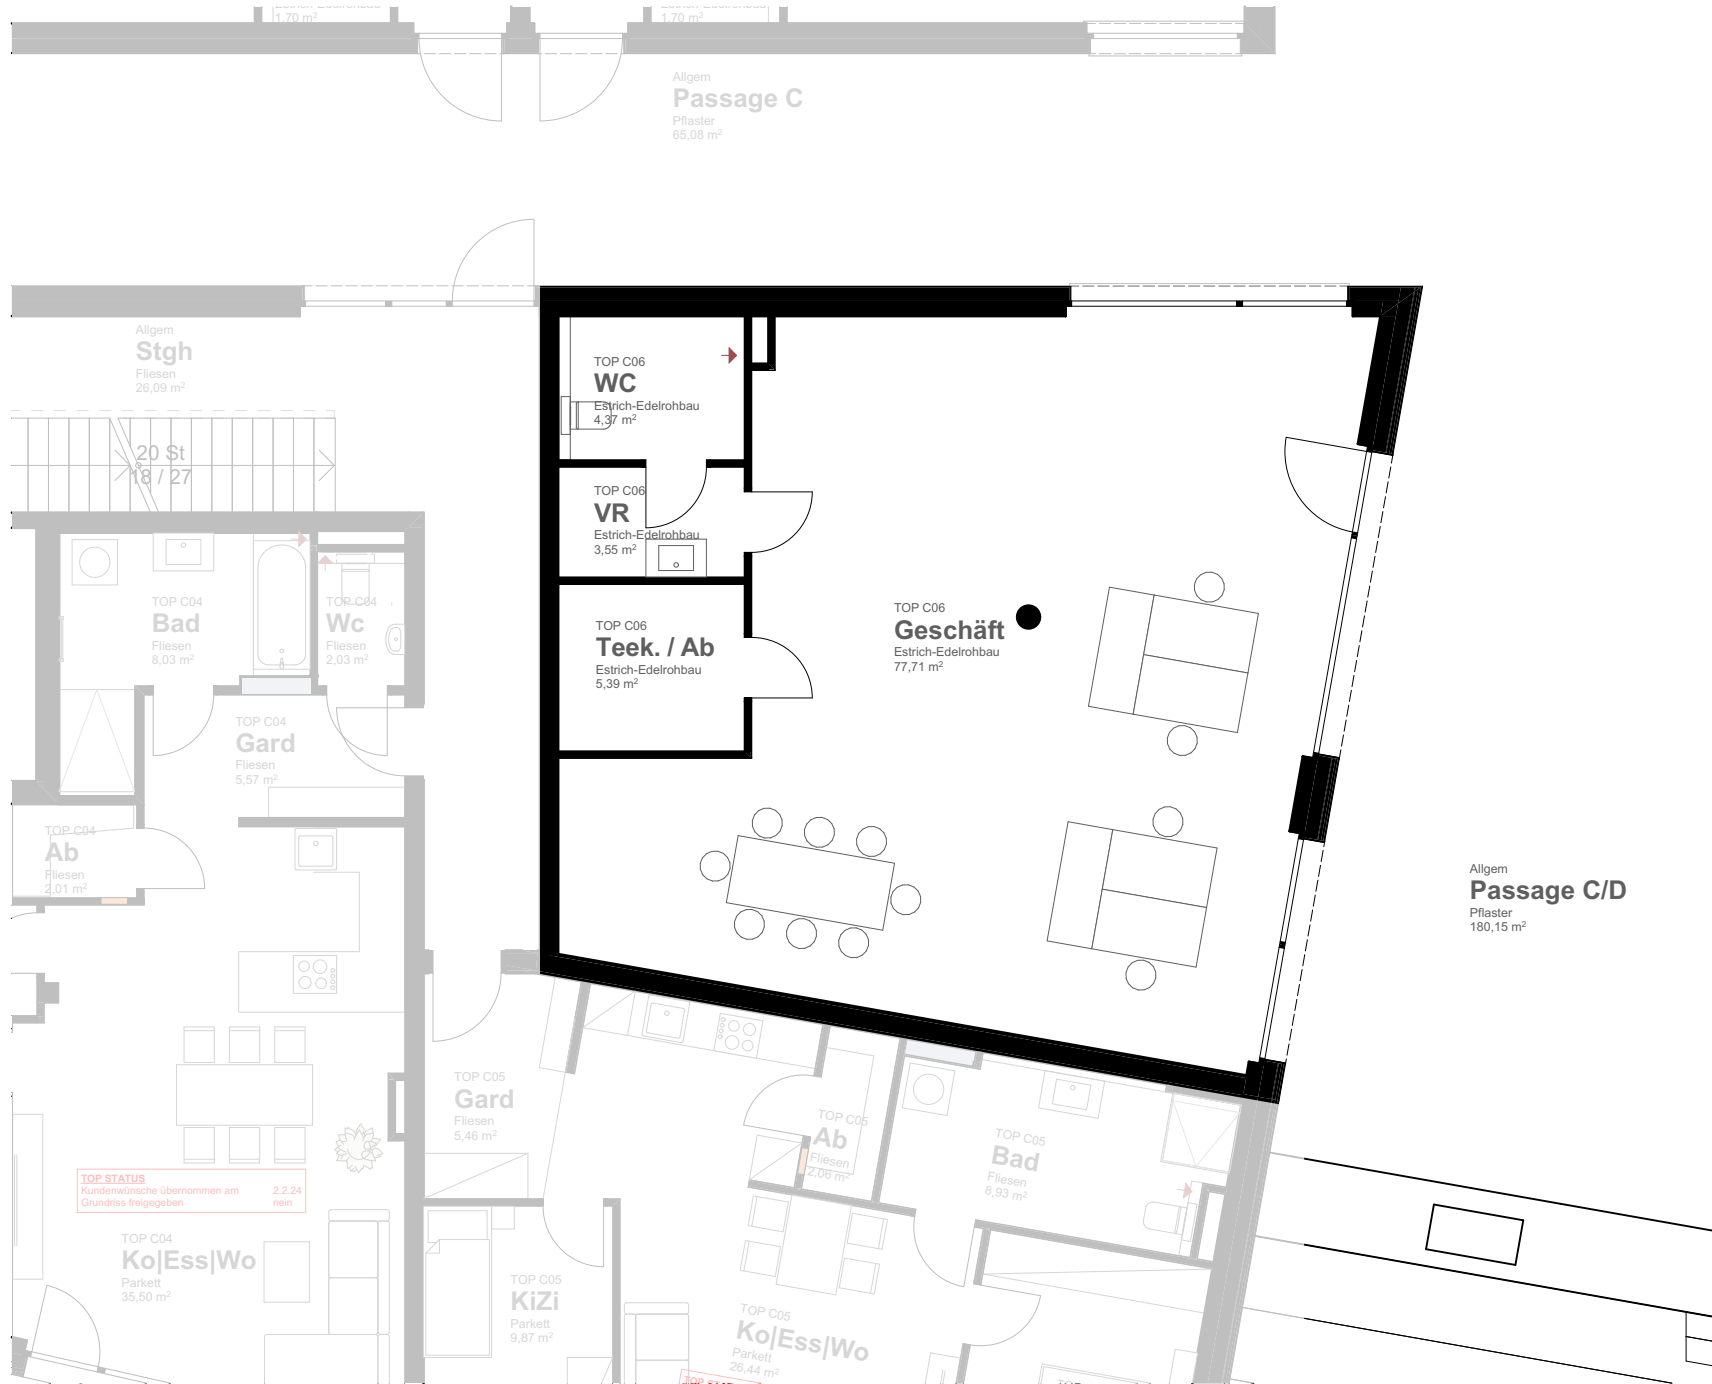 1,70 m²
1,70 m²
Allgem
Passage C
Pflaster
65,08 m²
Allgem
Stgh
Fliesen
26,09 m²
20 St
18 / 27
TOP C06
WC
Estrich-Edelrohbau
4,37 m²
TOP C06
VR
Estrich-Edelrohbau
3,55 m²
TOP C06
Teek. / Ab
Estrich-Edelrohbau
5,39 m²
TOP C06
Geschäft
Estrich-Edelrohbau
77,71 m²
TOP C04
Bad
Fliesen
8,03 m²
TOP C04
Wc
Fliesen
2,03 m²
TOP C04
Gard
Fliesen
5,57 m²
TOP C04
Ab
Fliesen
2,01 m²
Allgem
Passage C/D
Pflaster
180,15 m²
TOP C05
Gard
Fliesen
5,46 m²
TOP C05
Ab
Fliesen
2,06 m²
TOP C05
Bad
Fliesen
8,93 m²
TOP STATUS
Kundenwünsche übernommen am 2.2.24
Grundriss freigegeben nein
TOP C04
Ko|Ess|Wo
Parkett
35,50 m²
TOP C05
KiZi
Parkett
9,87 m²
TOP C05
Ko|Ess|Wo
Parkett
26,44 m²